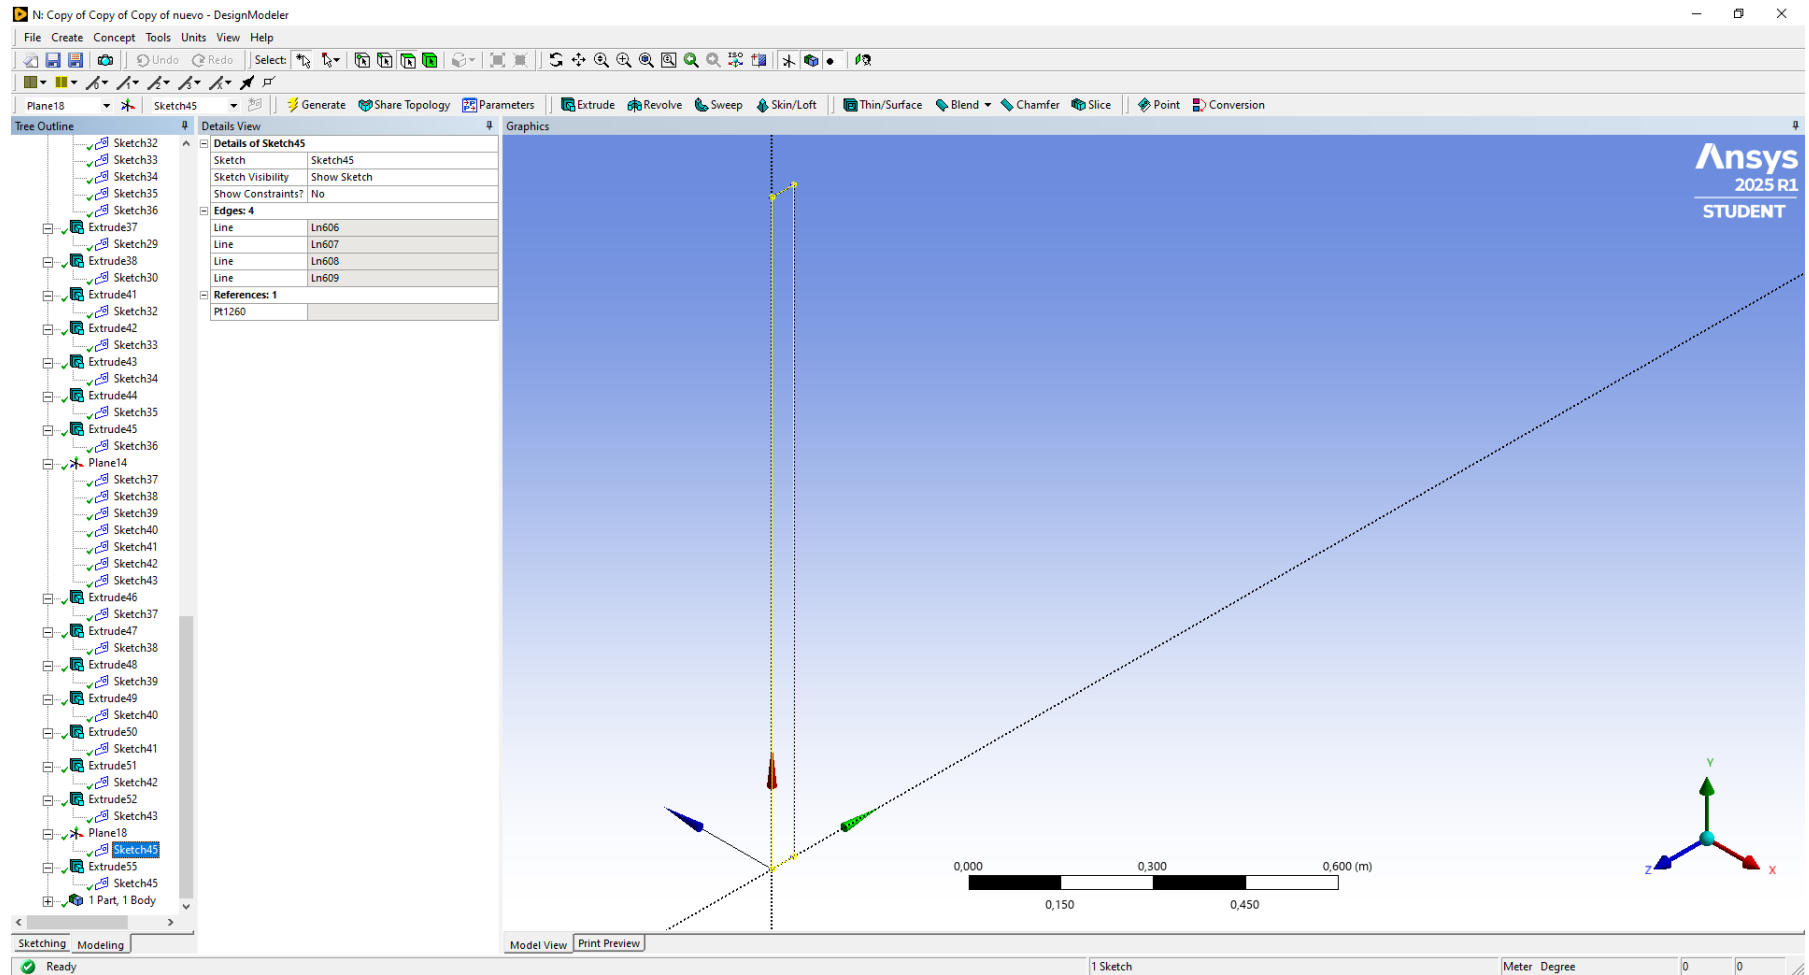 N: Copy of Copy of Copy of nuevo - DesignModeler
File Create Concept Tools Units View Help
Undo Redo Select: ISO
Plane18 Sketch45 Generate Share Topology Parameters Extrude Revolve Sweep Skin/Loft Thin/Surface Blend Chamfer Slice Point Conversion
Tree Outline
Sketch32
Sketch33
Sketch34
Sketch35
Sketch36
Extrude37
Sketch29
Extrude38
Sketch30
Extrude41
Sketch32
Extrude42
Sketch33
Extrude43
Sketch34
Extrude44
Sketch35
Extrude45
Sketch36
Plane14
Sketch37
Sketch38
Sketch39
Sketch40
Sketch41
Sketch42
Sketch43
Extrude46
Sketch37
Extrude47
Sketch38
Extrude48
Sketch39
Extrude49
Sketch40
Extrude50
Sketch41
Extrude51
Sketch42
Extrude52
Sketch43
Plane18
Sketch45
Extrude55
Sketch45
1 Part, 1 Body
Sketching Modeling
Details View
Details of Sketch45
Sketch Sketch45
Sketch Visibility Show Sketch
Show Constraints? No
Edges: 4
Line Ln606
Line Ln607
Line Ln608
Line Ln609
References: 1
Pt1260
Graphics
Ansys
2025 R1
STUDENT
0,000 0,300 0,600 (m)
0,150 0,450
Y
Z X
Model View Print Preview
Ready 1 Sketch Meter Degree 0 0